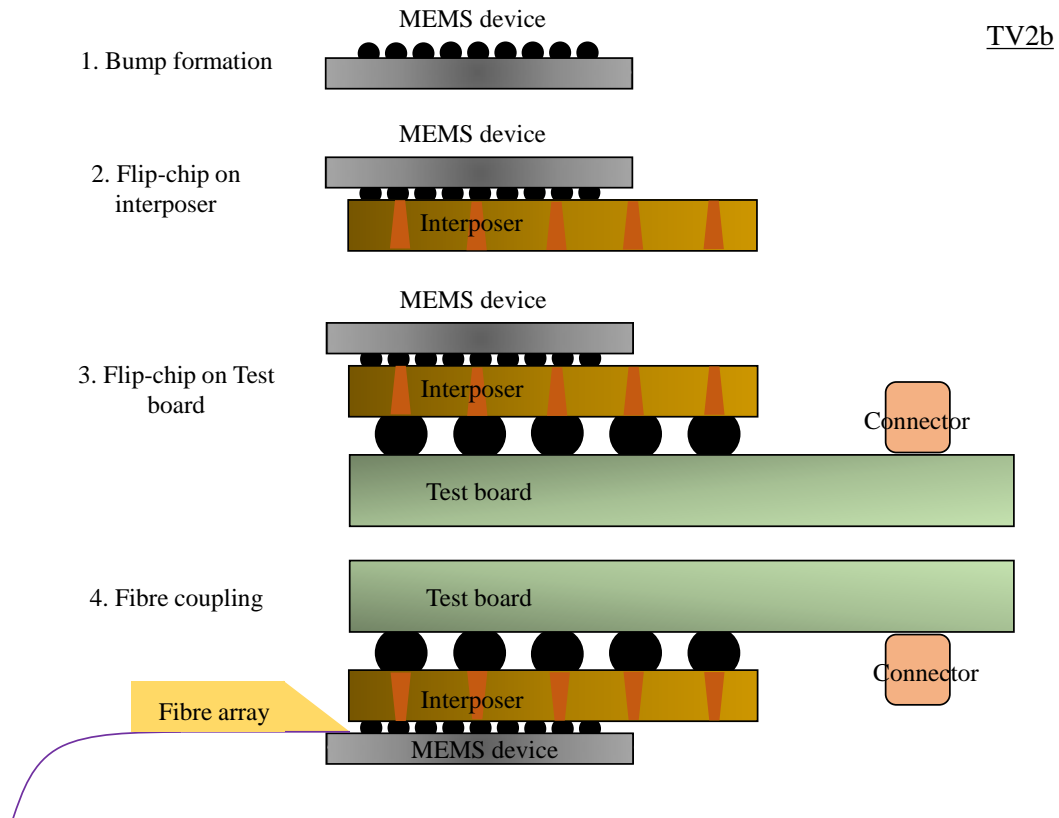 TV2b
MEMS device
1. Bump formation
MEMS device
2. Flip-chip on
interposer
Interposer
MEMS device
3. Flip-chip on Test
board
Interposer
Connector
Test board
4. Fibre coupling
Test board
Connector
Interposer
Fibre array
MEMS device